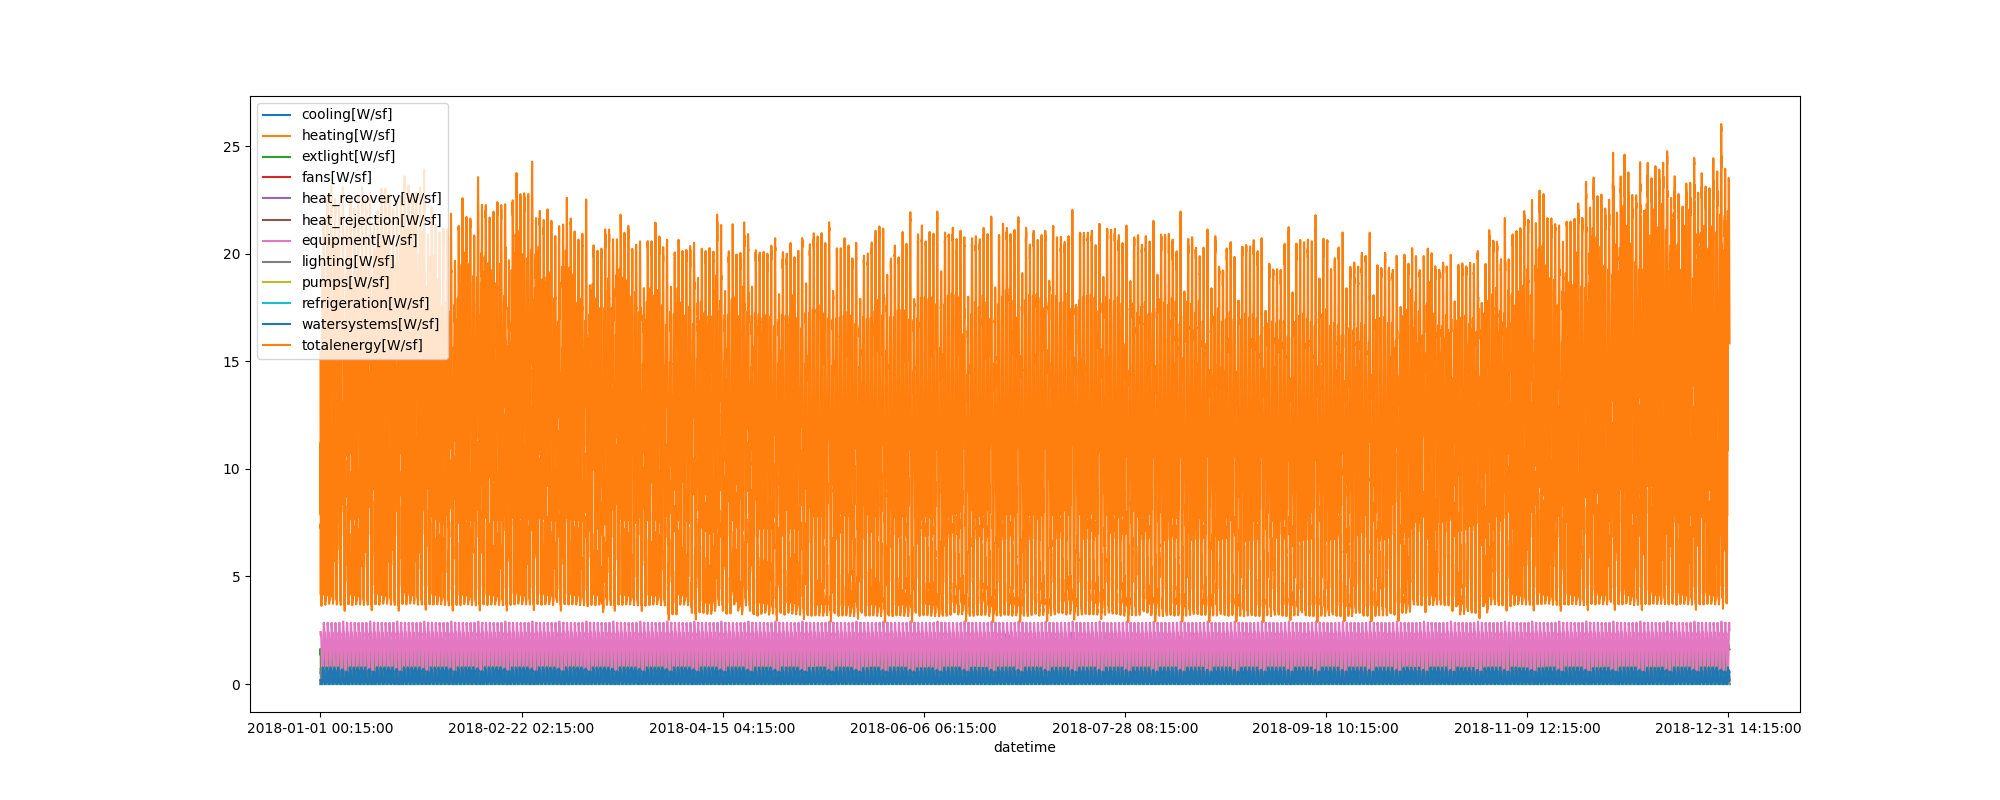 cooling[W/sf]
heating[W/sf]
extlight[W/sf]
fans[W/sf]
heat_recovery[W/sf]
heat_rejection[W/sf]
equipment[W/sf]
lighting[W/sf]
pumps[W/sf]
refrigeration[W/sf]
watersystems[W/sf]
totalenergy[W/sf]
25
20
15
10
5
0
2018-01-01 00:15:00 2018-02-22 02:15:00 2018-04-15 04:15:00 2018-06-06 06:15:00 2018-07-28 08:15:00 2018-09-18 10:15:00 2018-11-09 12:15:00 2018-12-31 14:15:00
datetime